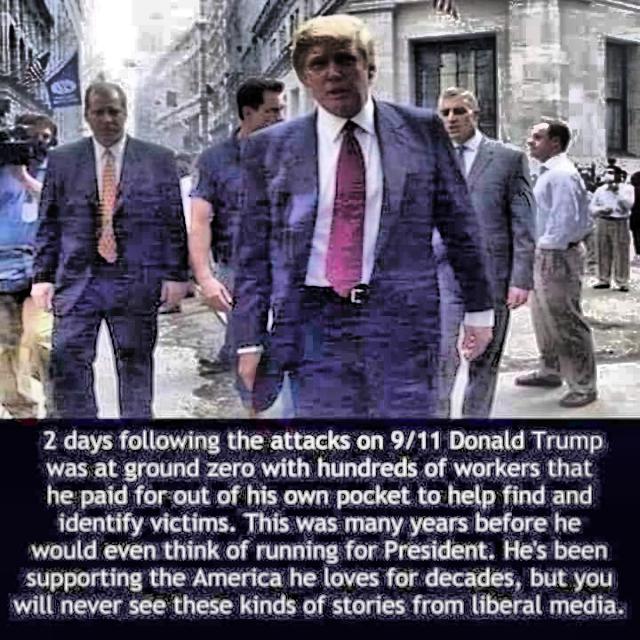 2 days following the attacks on 9/11 Donald Trump
was at ground zero with hundreds of workers that
he paid for out of his own pocket to help find and
identify victims. This was many years before he
would even think of running for President. He's been
supporting the America he loves for decades, but you
will never see these kinds of stories from liberal media.